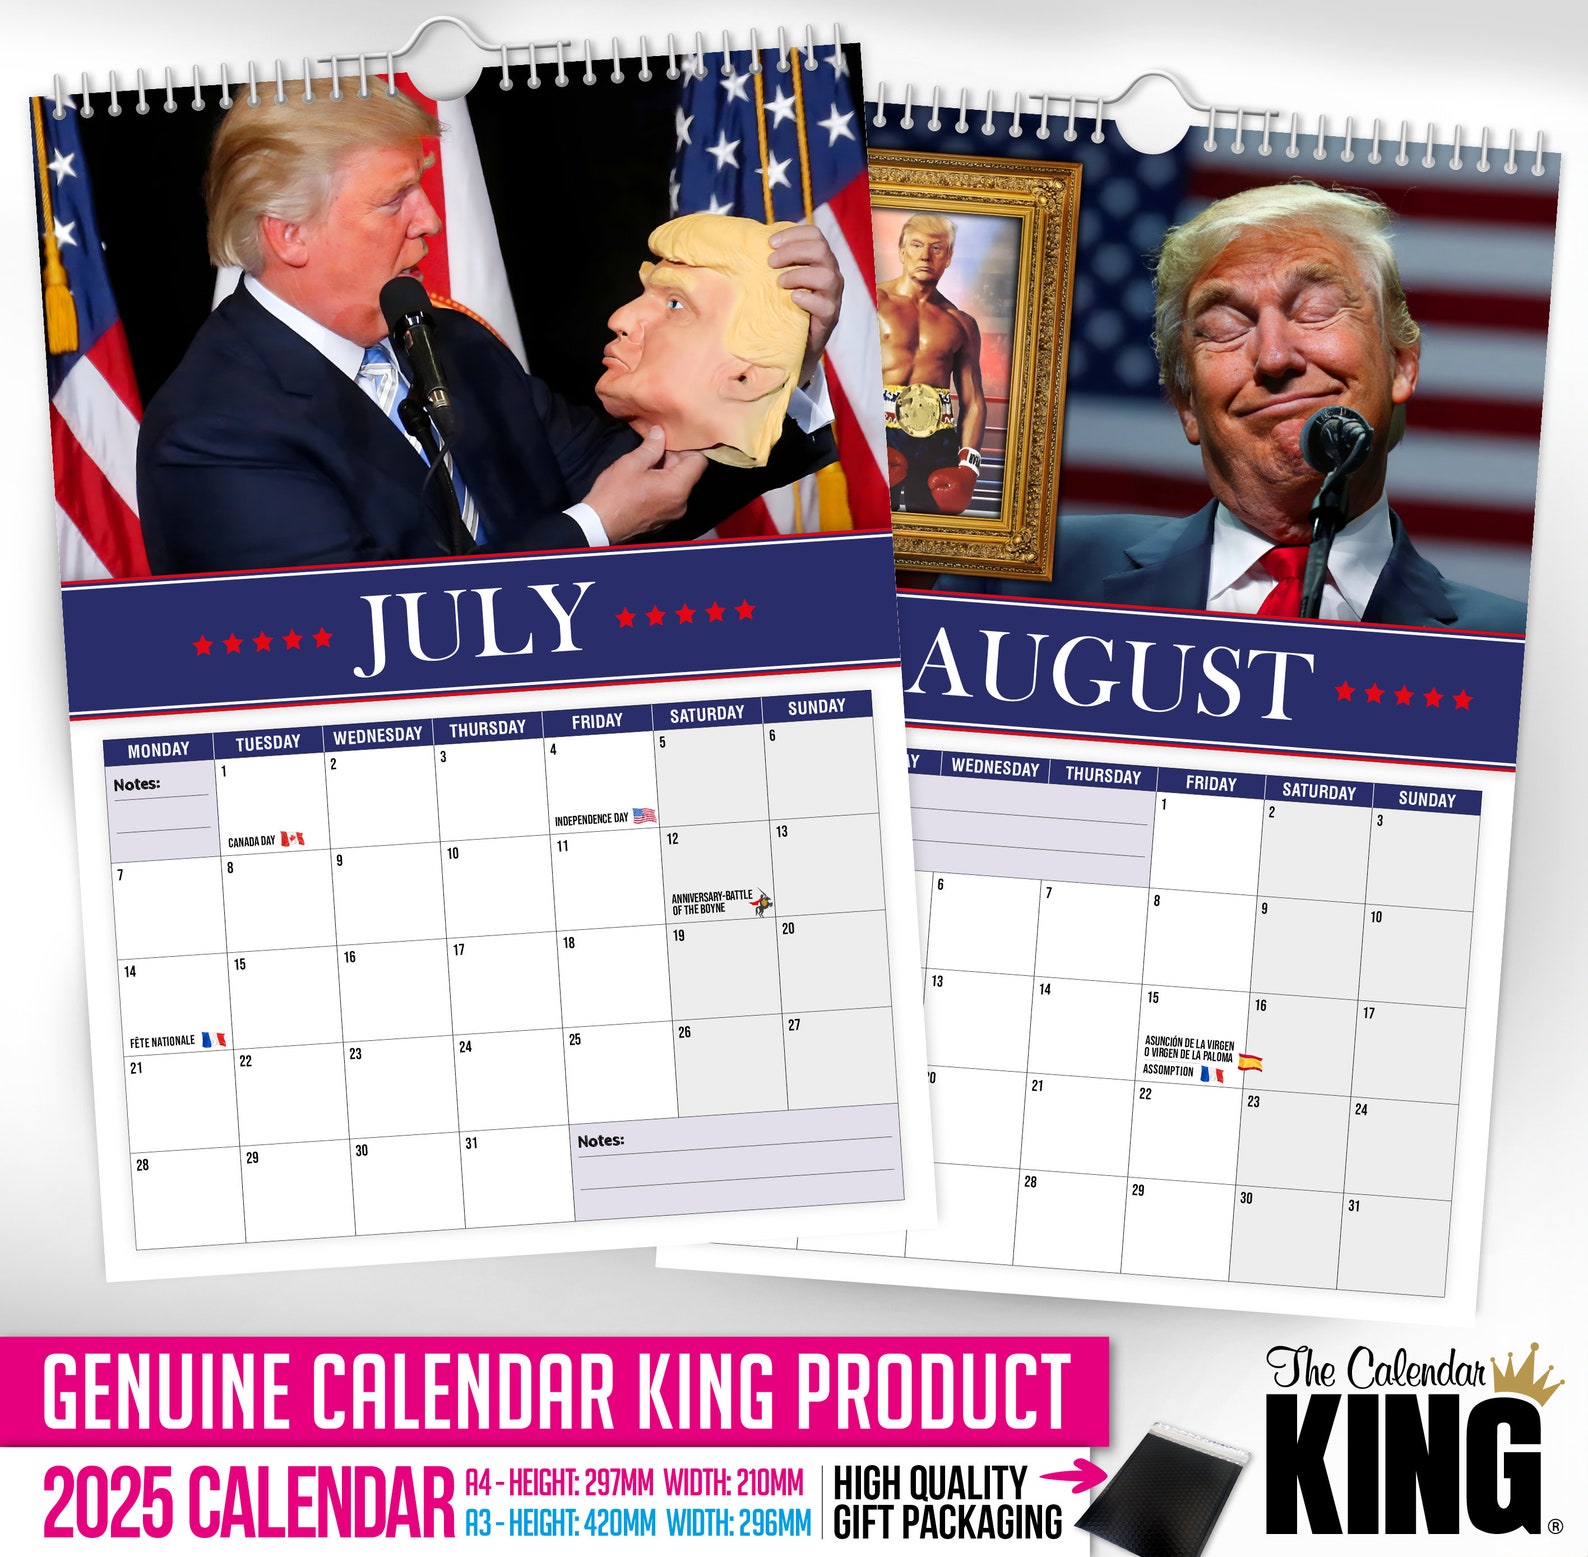 JULY
MONDAY TUESDAY WEDNESDAY THURSDAY FRIDAY SATURDAY SUNDAY
Notes: 1 2 3 4 5 6
CANADA DAY INDEPENDENCE DAY
7 8 9 10 11 12 13
ANNIVERSARY-BATTLE
OF THE BOYNE
14 15 16 17 18 19 20
FÊTE NATIONALE
21 22 23 24 25 26 27
28 29 30 31 Notes:
AUGUST
AY WEDNESDAY THURSDAY FRIDAY SATURDAY SUNDAY
1 2 3
6 7 8 9 10
13 14 15 16 17
ASUNCIÓN DE LA VIRGEN
O VIRGEN DE LA PALOMA
ASSOMPTION
20 21 22 23 24
28 29 30 31
GENUINE CALENDAR KING PRODUCT
2025 CALENDAR
A4 - HEIGHT: 297MM WIDTH: 210MM
A3 - HEIGHT: 420MM WIDTH: 296MM
HIGH QUALITY
GIFT PACKAGING
The Calendar
KING®